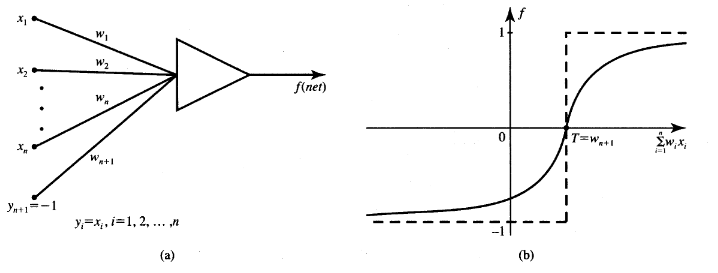 x₁
w₁
x₂
w₂
wₙ
f(net)
xₙ
wₙ₊₁
yₙ₊₁=−1
yᵢ=xᵢ, i=1, 2, … ,n
(a)
f
1
0
T=wₙ₊₁
n
Σwᵢxᵢ
i=1
−1
(b)